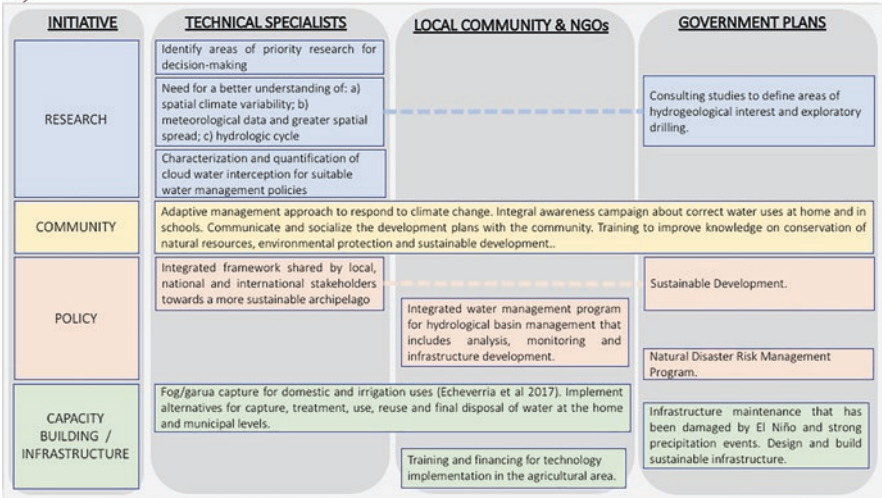 INITIATIVE
TECHNICAL SPECIALISTS
LOCAL COMMUNITY & NGOs
GOVERNMENT PLANS
RESEARCH
Identify areas of priority research for
decision-making
Need for a better understanding of: a)
spatial climate variability; b)
meteorological data and greater spatial
spread; c) hydrologic cycle
Characterization and quantification of
cloud water interception for suitable
water management policies
Consulting studies to define areas of
hydrogeological interest and exploratory
drilling.
COMMUNITY
Adaptive management approach to respond to climate change. Integral awareness campaign about correct water uses at home and in
schools. Communicate and socialize the development plans with the community. Training to improve knowledge on conservation of
natural resources, environmental protection and sustainable development..
POLICY
Integrated framework shared by local,
national and international stakeholders
towards a more sustainable archipelago
Integrated water management program
for hydrological basin management that
includes analysis, monitoring and
infrastructure development.
Sustainable Development.
Natural Disaster Risk Management
Program.
CAPACITY
BUILDING /
INFRASTRUCTURE
Fog/garua capture for domestic and irrigation uses (Echeverria et al 2017). Implement
alternatives for capture, treatment, use, reuse and final disposal of water at the home
and municipal levels.
Training and financing for technology
implementation in the agricultural area.
Infrastructure maintenance that has
been damaged by El Niño and strong
precipitation events. Design and build
sustainable infrastructure.